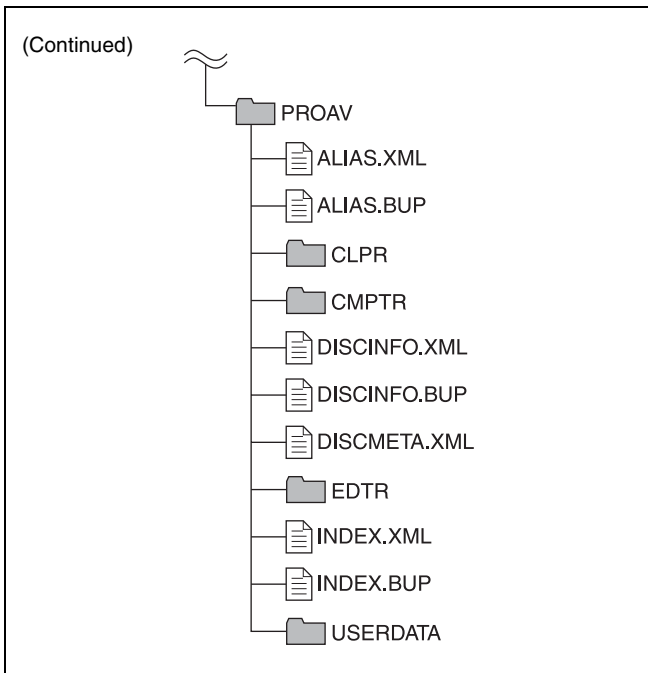 (Continued)
PROAV
ALIAS.XML
ALIAS.BUP
CLPR
CMPTR
DISCINFO.XML
DISCINFO.BUP
DISCMETA.XML
EDTR
INDEX.XML
INDEX.BUP
USERDATA